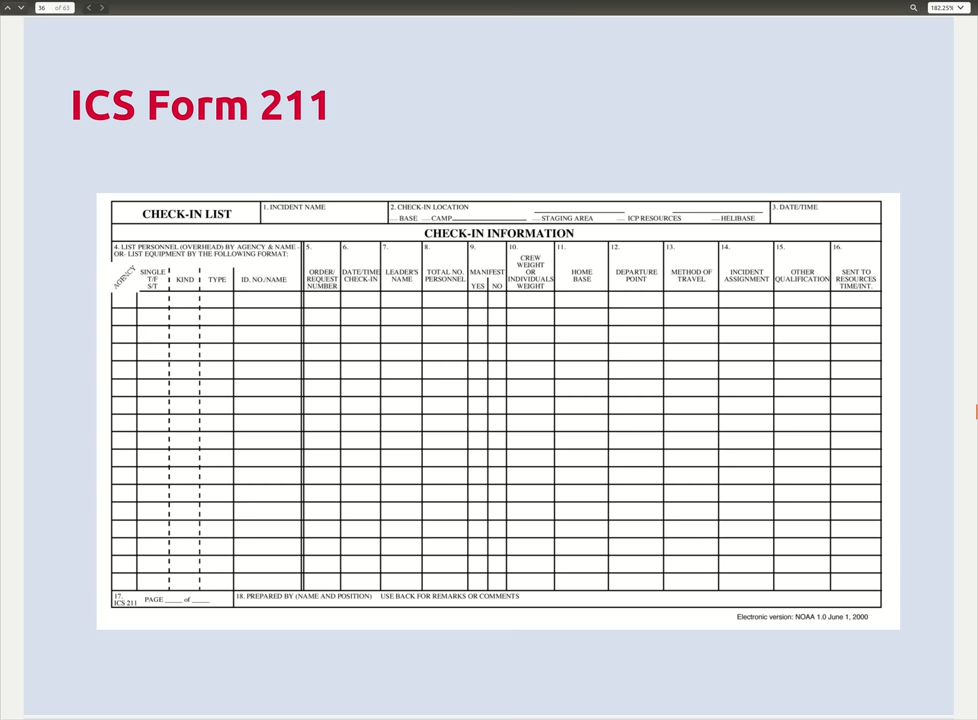 36 of 63
182.25%
ICS Form 211
CHECK-IN LIST
1. INCIDENT NAME
2. CHECK-IN LOCATION
BASE CAMP STAGING AREA ICP RESOURCES HELIBASE
3. DATE/TIME
CHECK-IN INFORMATION
4. LIST PERSONNEL (OVERHEAD) BY AGENCY & NAME -
OR- LIST EQUIPMENT BY THE FOLLOWING FORMAT:
AGENCY
SINGLE
T/F
S/T
KIND
TYPE
ID. NO./NAME
5.
ORDER/
REQUEST
NUMBER
6.
DATE/TIME
CHECK-IN
7.
LEADER'S
NAME
8.
TOTAL NO.
PERSONNEL
9.
MANIFEST
YES NO
10.
CREW
WEIGHT
OR
INDIVIDUALS
WEIGHT
11.
HOME
BASE
12.
DEPARTURE
POINT
13.
METHOD OF
TRAVEL
14.
INCIDENT
ASSIGNMENT
15.
OTHER
QUALIFICATION
16.
SENT TO
RESOURCES
TIME/INT.
17.
ICS 211
PAGE _____ of _____
18. PREPARED BY (NAME AND POSITION) USE BACK FOR REMARKS OR COMMENTS
Electronic version: NOAA 1.0 June 1, 2000